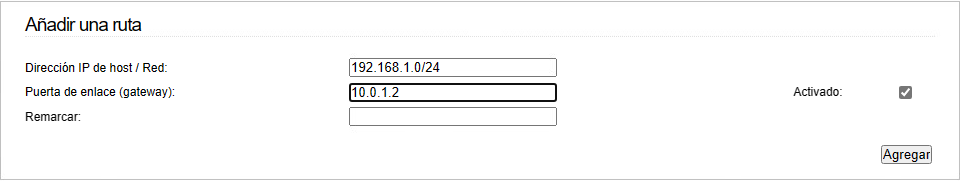 Añadir una ruta
Dirección IP de host / Red: 192.168.1.0/24
Puerta de enlace (gateway): 10.0.1.2 Activado:
Remarcar:
Agregar